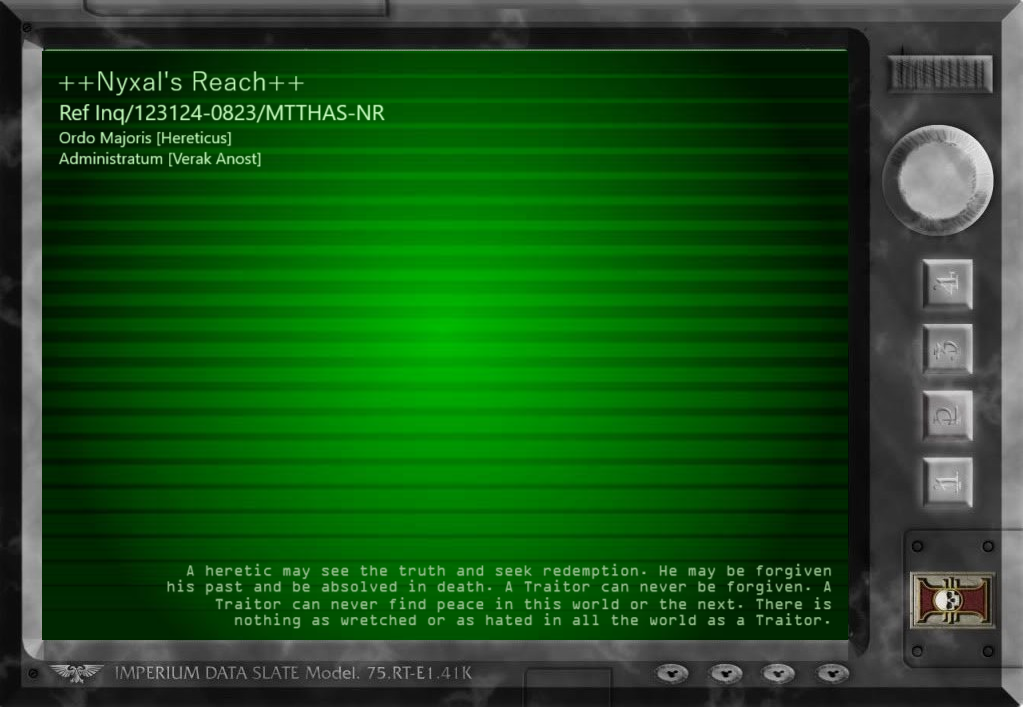 ++Nyxal's Reach++
Ref Inq/123124-0823/MTTHAS-NR
Ordo Majoris [Hereticus]
Administratum [Verak Anost]
4
3
2
1
A heretic may see the truth and seek redemption. He may be forgiven
his past and be absolved in death. A Traitor can never be forgiven. A
Traitor can never find peace in this world or the next. There is
nothing as wretched or as hated in all the world as a Traitor.
IMPERIUM DATA SLATE Model. 75.RT-E1.41K